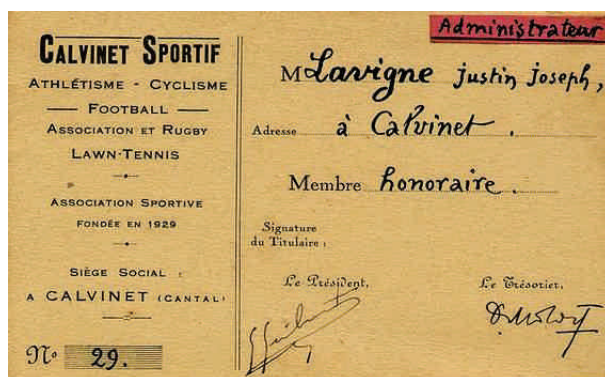 CALVINET SPORTIF
ATHLÉTISME - CYCLISME
FOOTBALL
ASSOCIATION ET RUGBY
LAWN-TENNIS
ASSOCIATION SPORTIVE
FONDÉE EN 1929
SIÈGE SOCIAL :
A CALVINET (CANTAL)
No 29.
Administrateur
M Lavigne justin joseph,
Adresse à Calvinet.
Membre honoraire.
Signature
du Titulaire :
Le Président,
Le Trésorier,